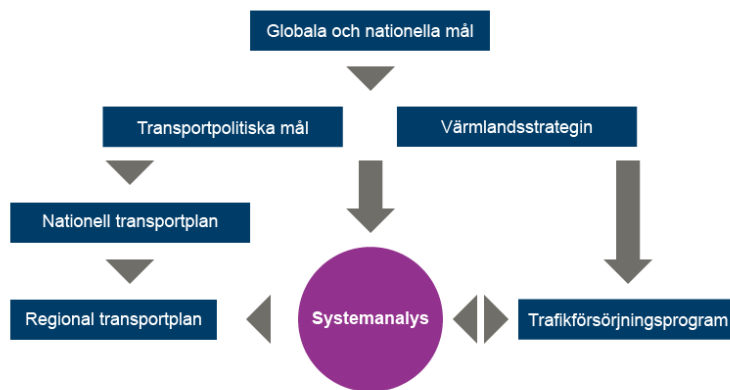 Globala och nationella mål
Transportpolitiska mål
Värmlandsstrategin
Nationell transportplan
Regional transportplan
Systemanalys
Trafikförsörjningsprogram